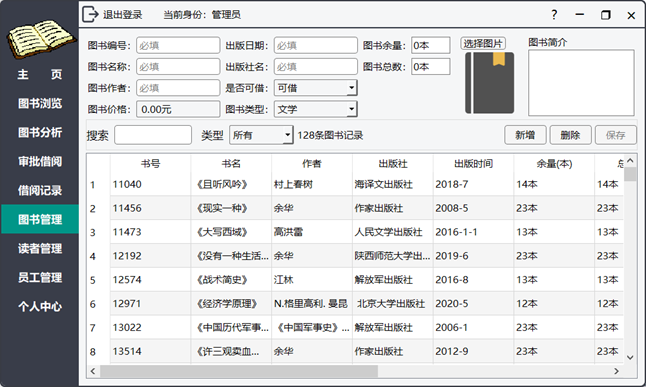 退出登录 当前身份：管理员 ?
主 页
图书浏览
图书分析
审批借阅
借阅记录
图书管理
读者管理
员工管理
个人中心
图书编号： 必填 出版日期： 必填 图书余量： 0本 选择图片 图书简介
图书名称： 必填 出版社名： 必填 图书总数： 0本
图书作者： 必填 是否可借： 可借
图书价格： 0.00元 图书类型： 文学
搜索 类型 所有 128条图书记录 新增 删除 保存
书号 书名 作者 出版社 出版时间 余量(本)
1 11040 《且听风吟》 村上春树 海译文出版社 2018-7 14本 14本
2 11456 《现实一种》 余华 作家出版社 2008-5 23本 23本
3 11473 《大写西域》 高洪雷 人民文学出版社 2016-1-1 13本 13本
4 12192 《没有一种生活... 余华 陕西师范大学出... 2019-6 23本 23本
5 12574 《战术简史》 江林 解放军出版社 2016-8 13本 13本
6 12971 《经济学原理》 N.格里高利. 曼昆 北京大学出版社 2020-5 12本 12本
7 13022 《中国历代军事... 《中国军事史》... 解放军出版社 2006-1 23本 23本
8 13514 《许三观卖血... 余华 作家出版社 2012-9 23本 23本